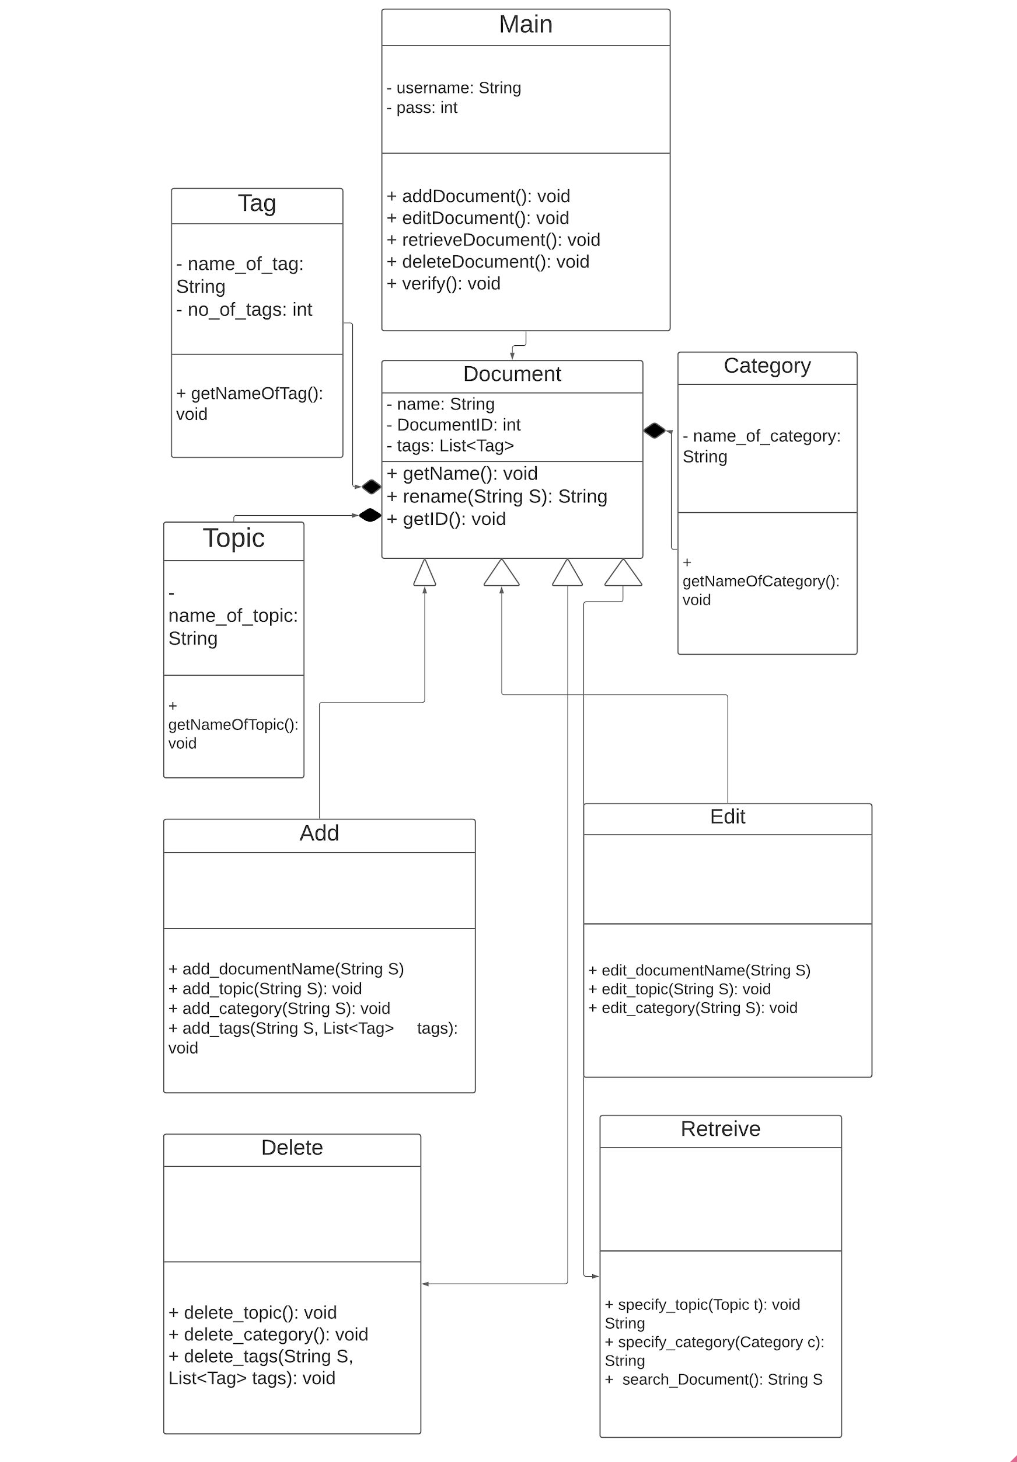 Main
- username: String
- pass: int
+ addDocument(): void
+ editDocument(): void
+ retrieveDocument(): void
+ deleteDocument(): void
+ verify(): void
Tag
- name_of_tag:
String
- no_of_tags: int
+ getNameOfTag():
void
Document
- name: String
- DocumentID: int
- tags: List<Tag>
+ getName(): void
+ rename(String S): String
+ getID(): void
Category
- name_of_category:
String
+
getNameOfCategory():
void
Topic
-
name_of_topic:
String
+
getNameOfTopic():
void
Add
+ add_documentName(String S)
+ add_topic(String S): void
+ add_category(String S): void
+ add_tags(String S, List<Tag> tags):
void
Edit
+ edit_documentName(String S)
+ edit_topic(String S): void
+ edit_category(String S): void
Delete
+ delete_topic(): void
+ delete_category(): void
+ delete_tags(String S,
List<Tag> tags): void
Retreive
+ specify_topic(Topic t): void
String
+ specify_category(Category c):
String
+ search_Document(): String S